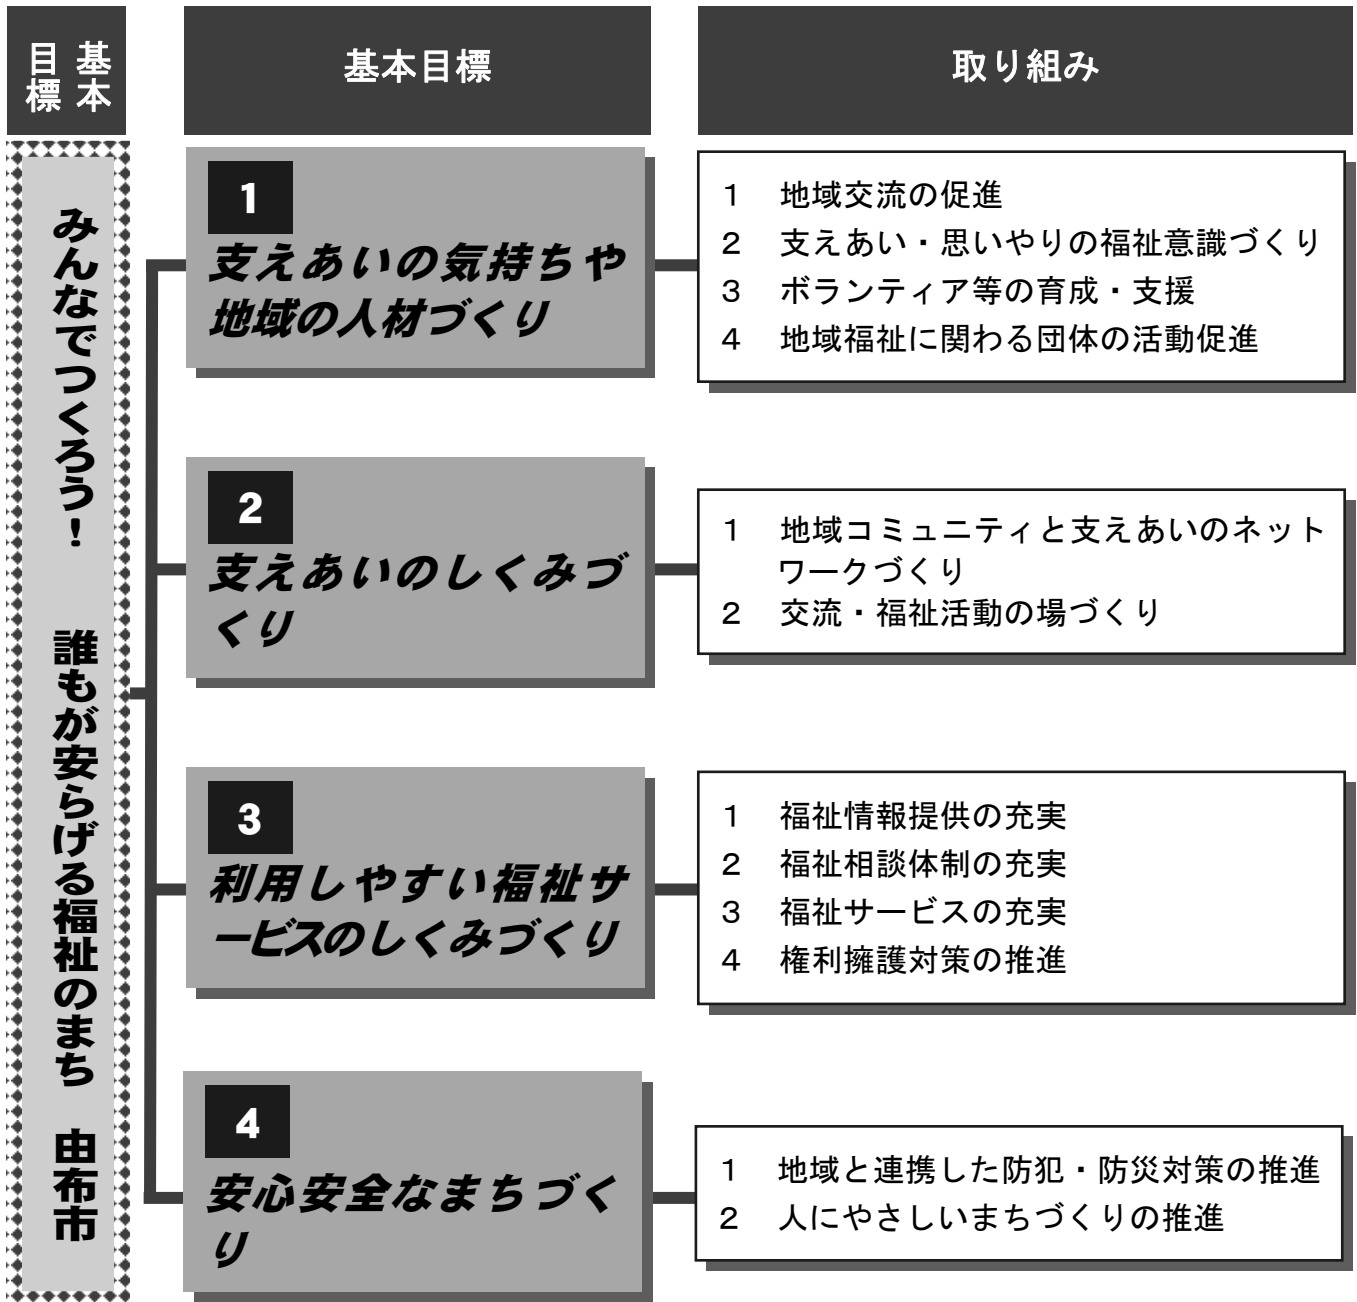 基本
目標
基本目標
取り組み
みんなでつくろう！　誰もが安らげる福祉のまち　由布市
1
支えあいの気持ちや
地域の人材づくり
1　地域交流の促進
2　支えあい・思いやりの福祉意識づくり
3　ボランティア等の育成・支援
4　地域福祉に関わる団体の活動促進
2
支えあいのしくみづ
くり
1　地域コミュニティと支えあいのネット
ワークづくり
2　交流・福祉活動の場づくり
3
利用しやすい福祉サ
ービスのしくみづくり
1　福祉情報提供の充実
2　福祉相談体制の充実
3　福祉サービスの充実
4　権利擁護対策の推進
4
安心安全なまちづく
り
1　地域と連携した防犯・防災対策の推進
2　人にやさしいまちづくりの推進